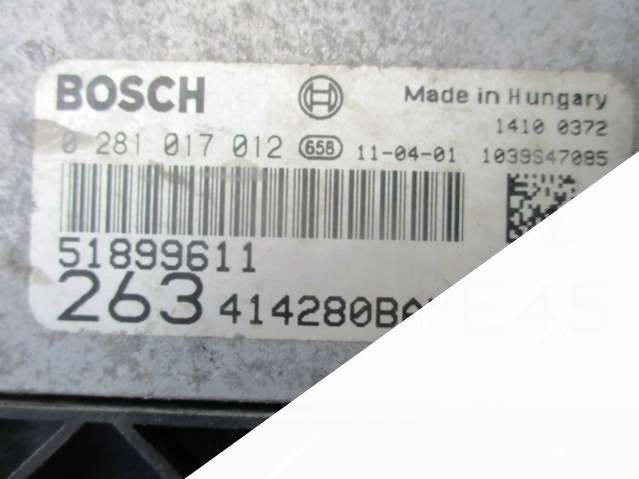 BOSCH Made in Hungary
1410 0372
0 281 017 012 658 11-04-01 1039S47085
51899611
263 414280BA